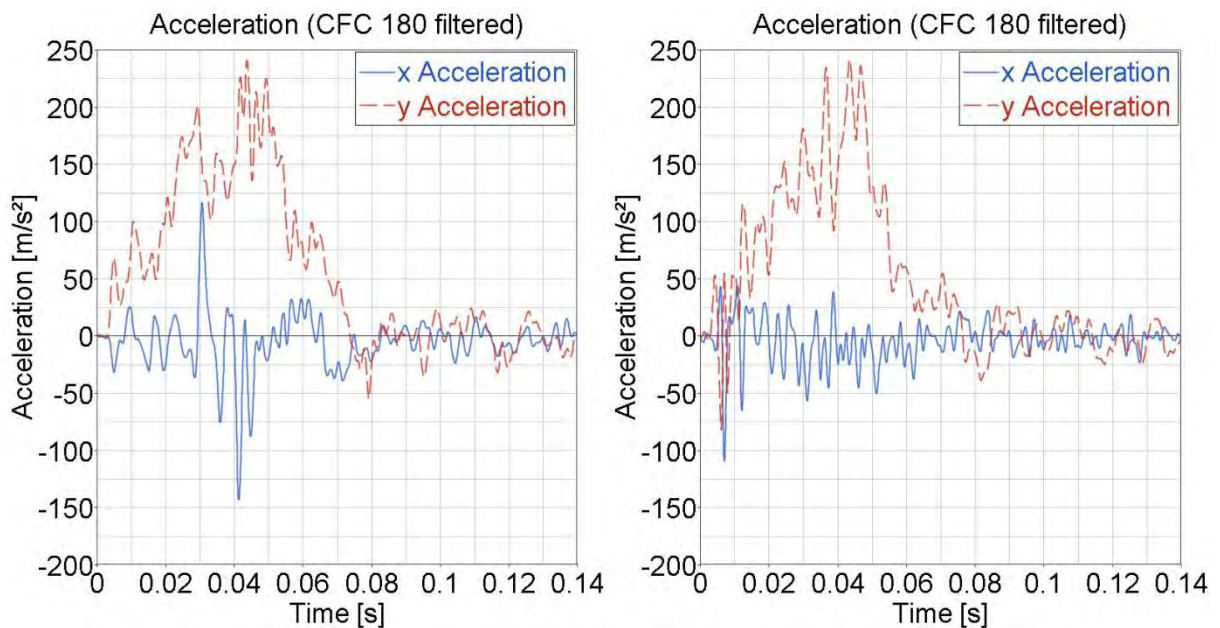 Acceleration (CFC 180 filtered)
x Acceleration
y Acceleration
Acceleration [m/s²]
250
200
150
100
50
0
-50
-100
-150
-200
0 0.02 0.04 0.06 0.08 0.1 0.12 0.14
Time [s]
Acceleration (CFC 180 filtered)
x Acceleration
y Acceleration
Acceleration [m/s²]
250
200
150
100
50
0
-50
-100
-150
-200
0 0.02 0.04 0.06 0.08 0.1 0.12 0.14
Time [s]